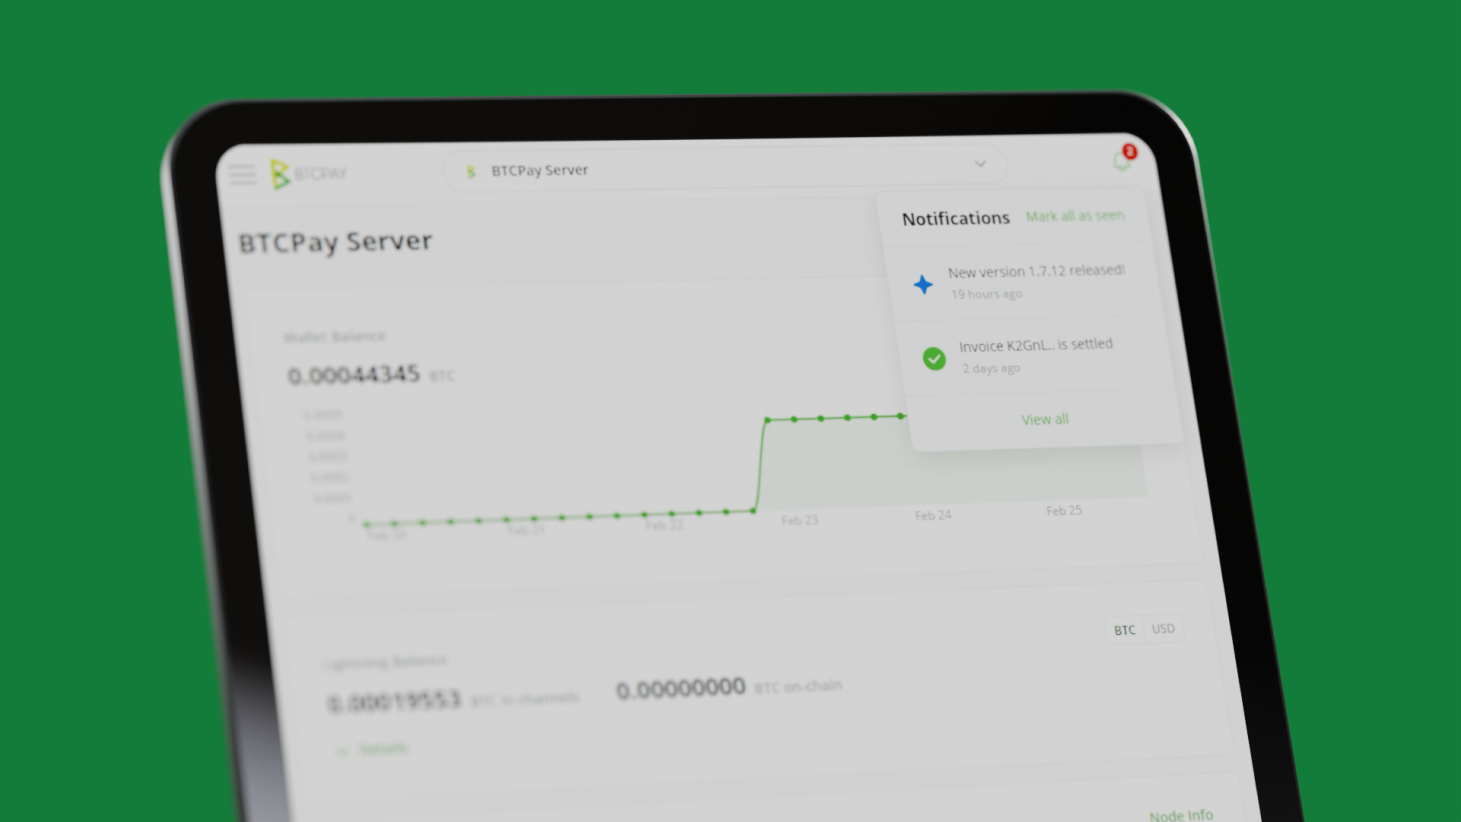 BTCPAY
BTCPay Server
2
BTCPay Server
Notifications
Mark all as seen
New version 1.7.12 released!
19 hours ago
Invoice K2GnL.. is settled
2 days ago
View all
Wallet Balance
0.00044345 BTC
0.0005
0.0004
0.0003
0.0002
0.0001
0
Feb 20
Feb 21
Feb 22
Feb 23
Feb 24
Feb 25
BTC
USD
Lightning Balance
0.00019553 BTC in channels
0.00000000 BTC on-chain
Details
Node Info